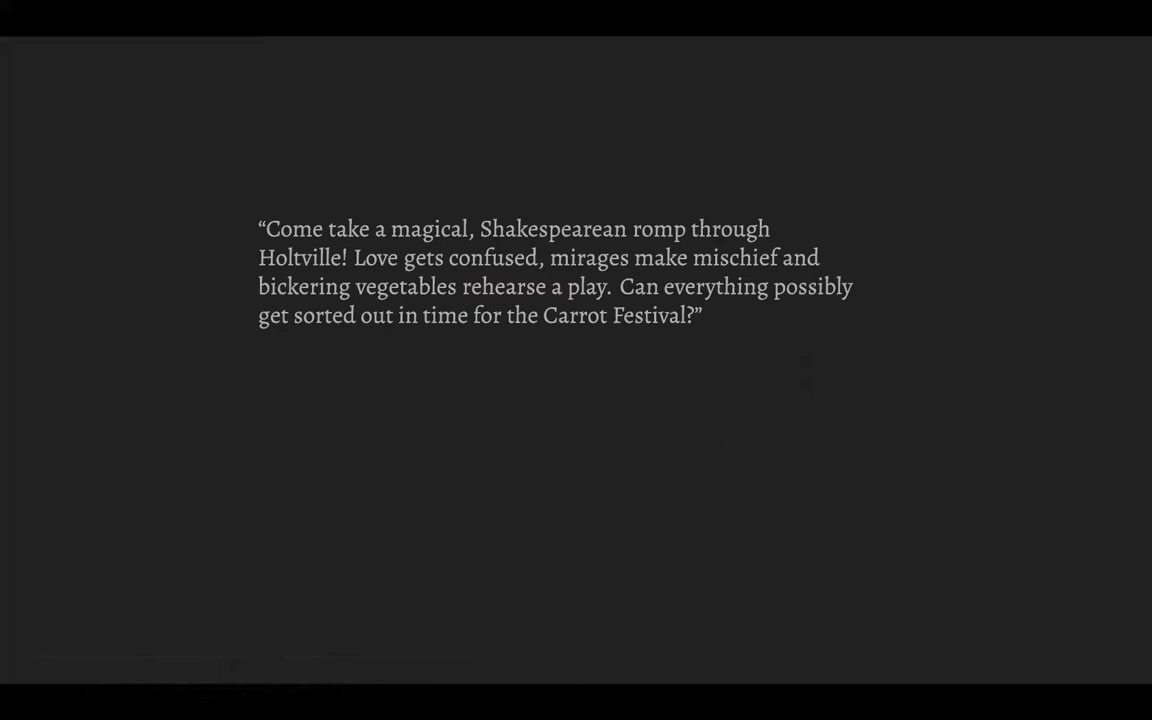 “Come take a magical, Shakespearean romp through
Holtville! Love gets confused, mirages make mischief and
bickering vegetables rehearse a play. Can everything possibly
get sorted out in time for the Carrot Festival?”